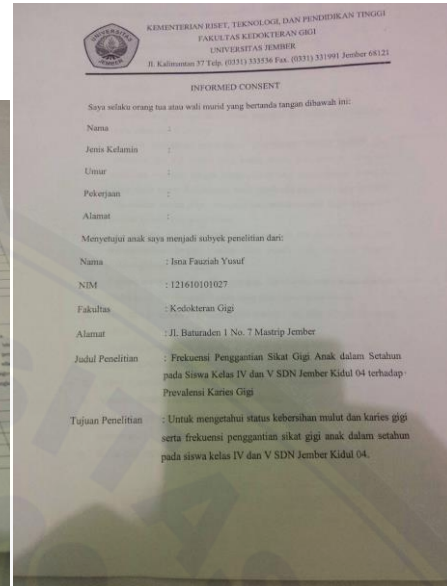 KEMENTERIAN RISET, TEKNOLOGI, DAN PENDIDIKAN TINGGI
FAKULTAS KEDOKTERAN GIGI
UNIVERSITAS JEMBER
Jl. Kalimantan 37 Telp. (0331) 333536 Fax. (0331) 331991 Jember 68121
UNIVERSITAS
JEMBER
INFORMED CONSENT
Saya selaku orang tua atau wali murid yang bertanda tangan dibawah ini:
Nama :
Jenis Kelamin :
Umur :
Pekerjaan :
Alamat :
Menyetujui anak saya menjadi subyek penelitian dari:
Nama : Isna Fauziah Yusuf
NIM : 121610101027
Fakultas : Kedokteran Gigi
Alamat : Jl. Baturaden 1 No. 7 Mastrip Jember
Judul Penelitian : Frekuensi Penggantian Sikat Gigi Anak dalam Setahun
pada Siswa Kelas IV dan V SDN Jember Kidul 04 terhadap
Prevalensi Karies Gigi
Tujuan Penelitian : Untuk mengetahui status kebersihan mulut dan karies gigi
serta frekuensi penggantian sikat gigi anak dalam setahun
pada siswa kelas IV dan V SDN Jember Kidul 04.